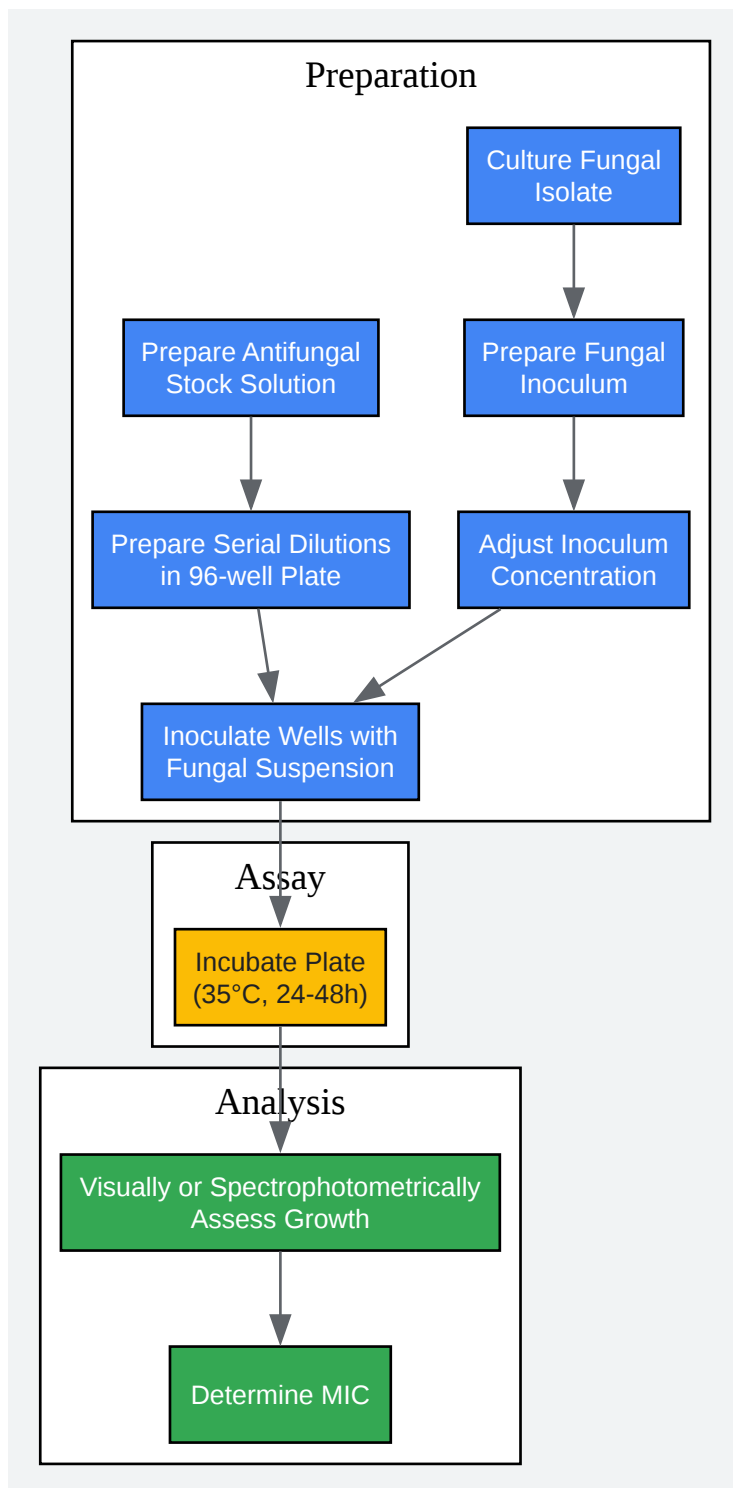 Preparation
Culture Fungal
Isolate
Prepare Antifungal
Stock Solution
Prepare Fungal
Inoculum
Prepare Serial Dilutions
in 96-well Plate
Adjust Inoculum
Concentration
Inoculate Wells with
Fungal Suspension
Assay
Incubate Plate
(35°C, 24-48h)
Analysis
Visually or Spectrophotometrically
Assess Growth
Determine MIC